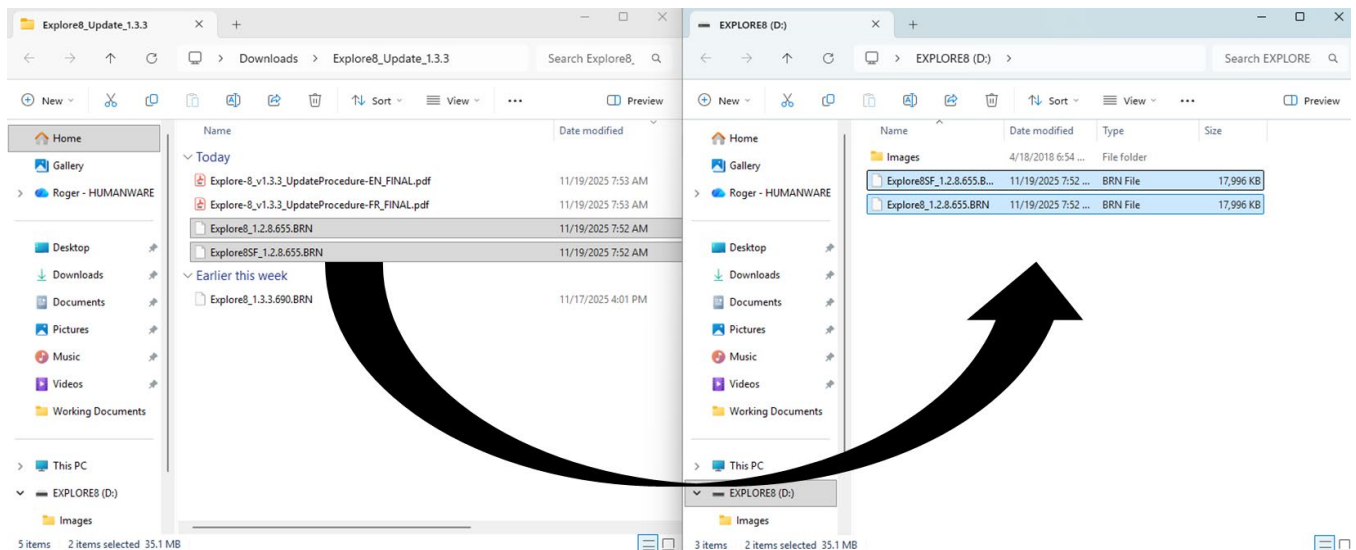 Explore8_Update_1.3.3
Downloads > Explore8_Update_1.3.3
Search Explore8_
New
Sort
View
Preview
Home
Gallery
Roger - HUMANWARE
Desktop
Downloads
Documents
Pictures
Music
Videos
Working Documents
This PC
EXPLORE8 (D:)
Images
Name Date modified
Today
Explore-8_v1.3.3_UpdateProcedure-EN_FINAL.pdf 11/19/2025 7:53 AM
Explore-8_v1.3.3_UpdateProcedure-FR_FINAL.pdf 11/19/2025 7:53 AM
Explore8_1.2.8.655.BRN 11/19/2025 7:52 AM
Explore8SF_1.2.8.655.BRN 11/19/2025 7:52 AM
Earlier this week
Explore8_1.3.3.690.BRN 11/17/2025 4:01 PM
5 items 2 items selected 35.1 MB
EXPLORE8 (D:)
EXPLORE8 (D:) >
Search EXPLORE
New
Sort
View
Preview
Home
Gallery
Roger - HUMANWARE
Desktop
Downloads
Documents
Pictures
Music
Videos
Working Documents
This PC
EXPLORE8 (D:)
Images
Name Date modified Type Size
Images 4/18/2018 6:54 ... File folder
Explore8SF_1.2.8.655.B... 11/19/2025 7:52 ... BRN File 17,996 KB
Explore8_1.2.8.655.BRN 11/19/2025 7:52 ... BRN File 17,996 KB
3 items 2 items selected 35.1 MB